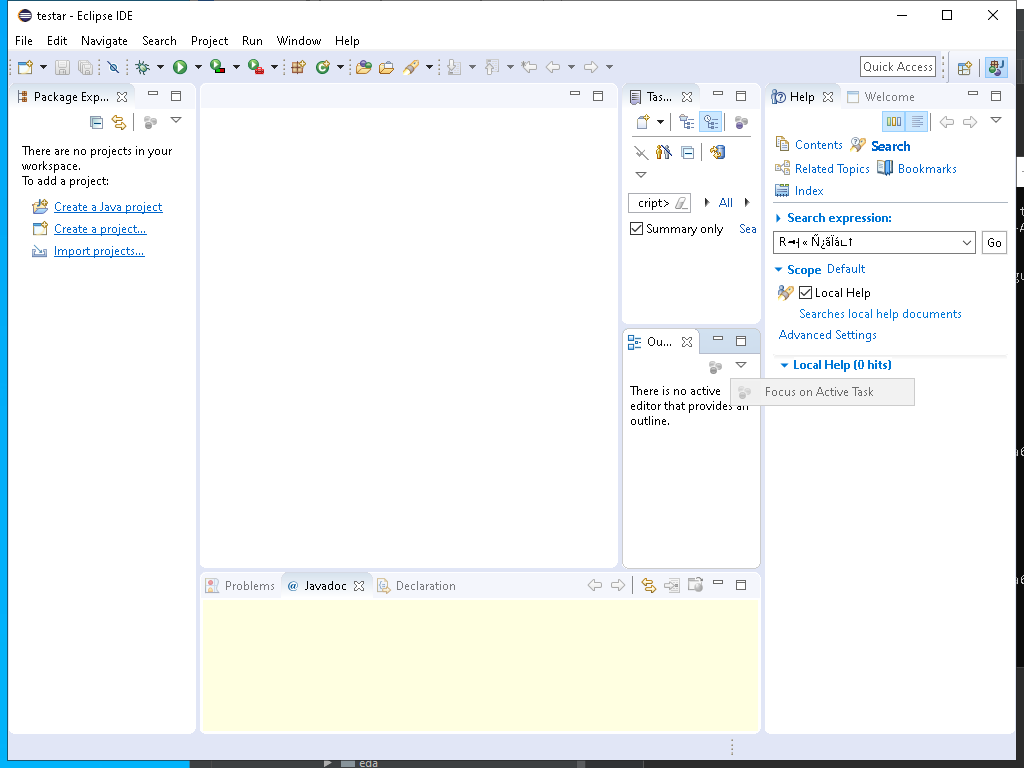 testar - Eclipse IDE
File Edit Navigate Search Project Run Window Help
Quick Access
Package Exp...
There are no projects in your
workspace.
To add a project:
Create a Java project
Create a project...
Import projects...
Tas...
cript> All
Summary only Sea
Ou...
There is no active
editor that provides an
outline.
Focus on Active Task
Help Welcome
Contents Search
Related Topics Bookmarks
Index
Search expression:
Go
Scope Default
Local Help
Searches local help documents
Advanced Settings
Local Help (0 hits)
Problems @ Javadoc Declaration
eda